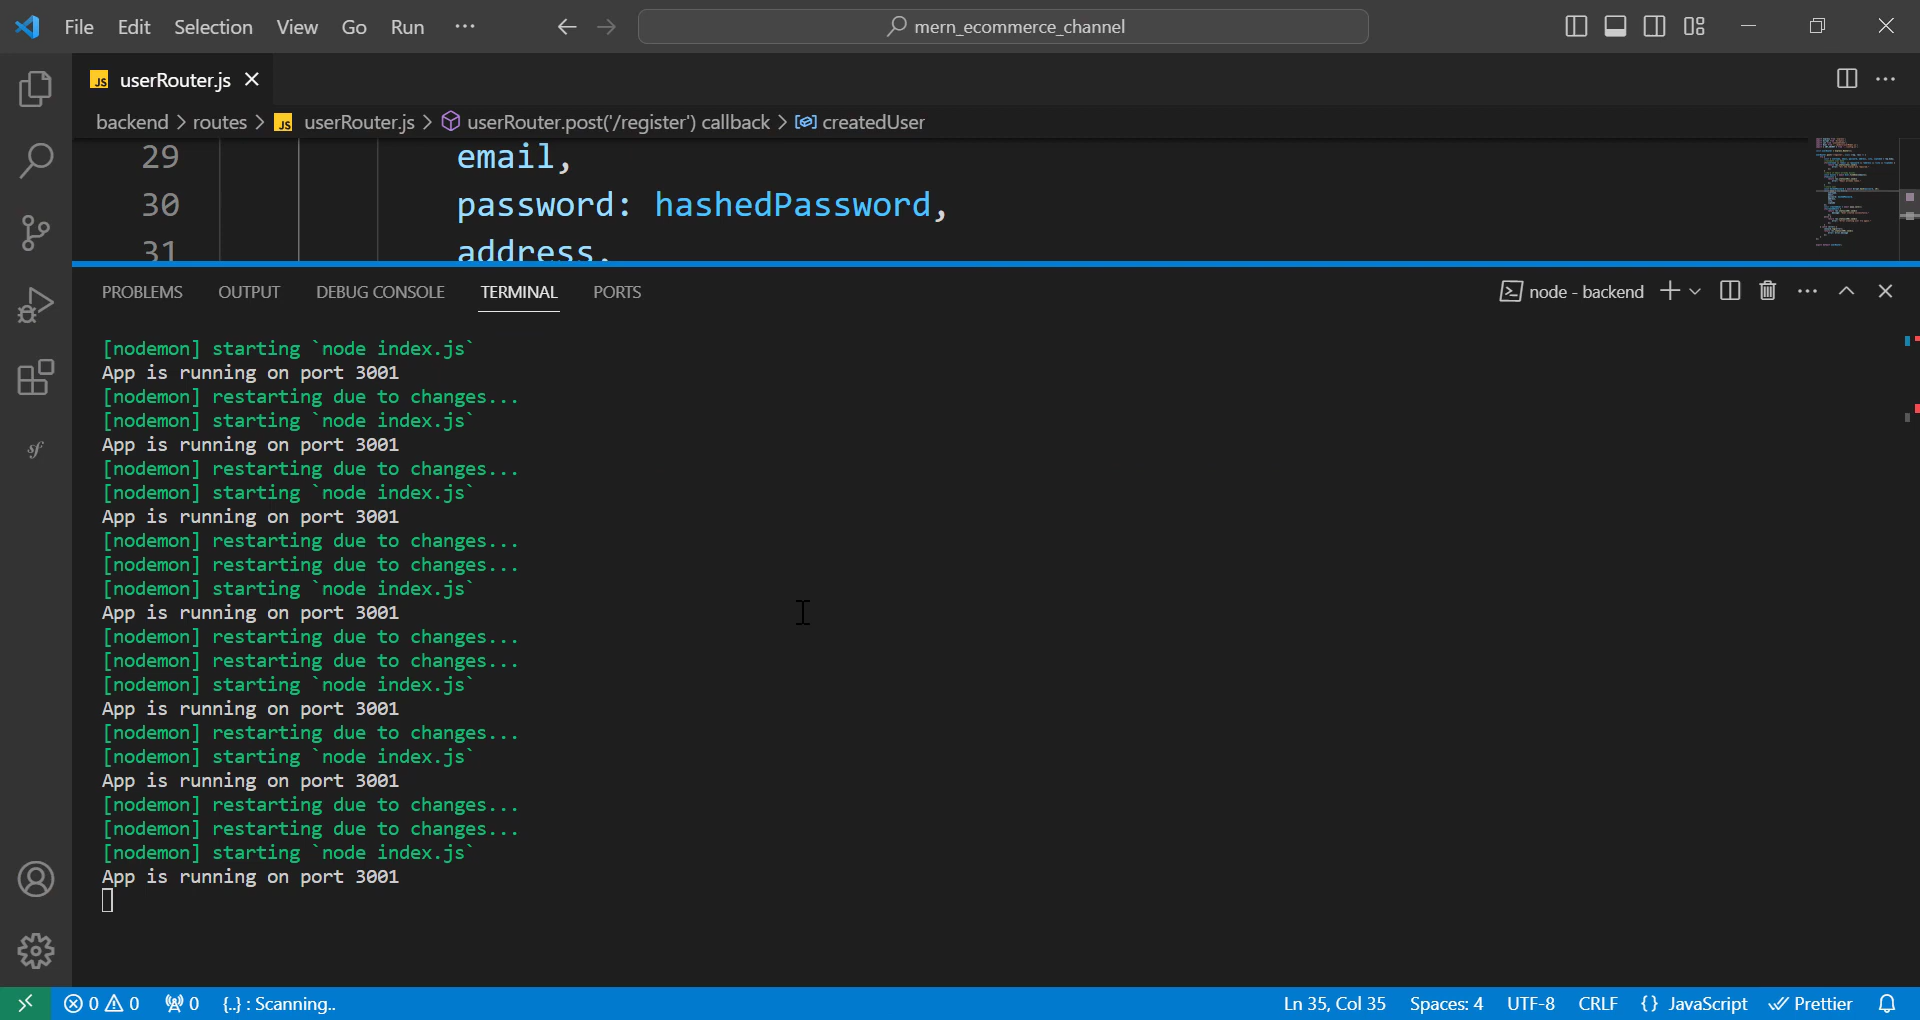 File Edit Selection View Go Run ··· mern_ecommerce_channel
JS userRouter.js
backend > routes > JS userRouter.js > userRouter.post('/register') callback > createdUser
29 email,
30 password: hashedPassword,
31 address,
PROBLEMS OUTPUT DEBUG CONSOLE TERMINAL PORTS node - backend
[nodemon] starting `node index.js`
App is running on port 3001
[nodemon] restarting due to changes...
[nodemon] starting `node index.js`
App is running on port 3001
[nodemon] restarting due to changes...
[nodemon] starting `node index.js`
App is running on port 3001
[nodemon] restarting due to changes...
[nodemon] restarting due to changes...
[nodemon] starting `node index.js`
App is running on port 3001
[nodemon] restarting due to changes...
[nodemon] restarting due to changes...
[nodemon] starting `node index.js`
App is running on port 3001
[nodemon] restarting due to changes...
[nodemon] starting `node index.js`
App is running on port 3001
[nodemon] restarting due to changes...
[nodemon] restarting due to changes...
[nodemon] starting `node index.js`
App is running on port 3001
sf
0 0 0 {..} : Scanning.. Ln 35, Col 35 Spaces: 4 UTF-8 CRLF {} JavaScript Prettier